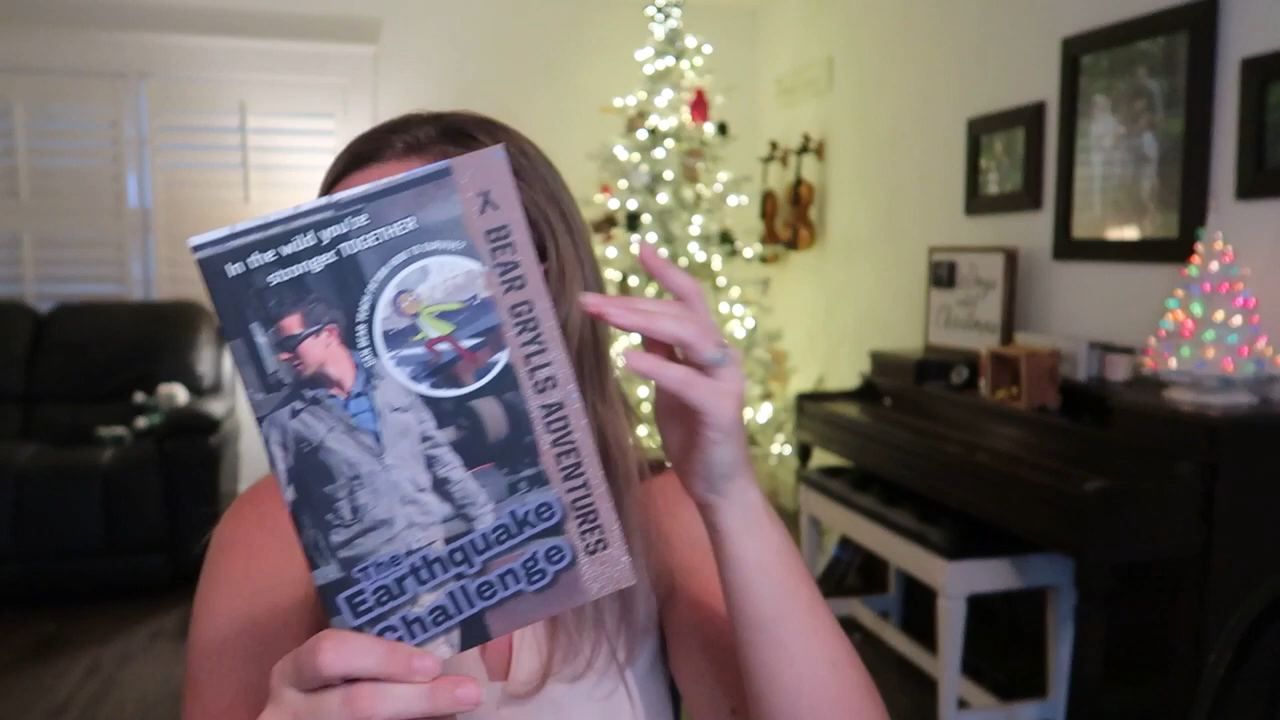 In the wild you're
stronger TOGETHER
BEAR GRYLLS ADVENTURES
The
Earthquake
Challenge